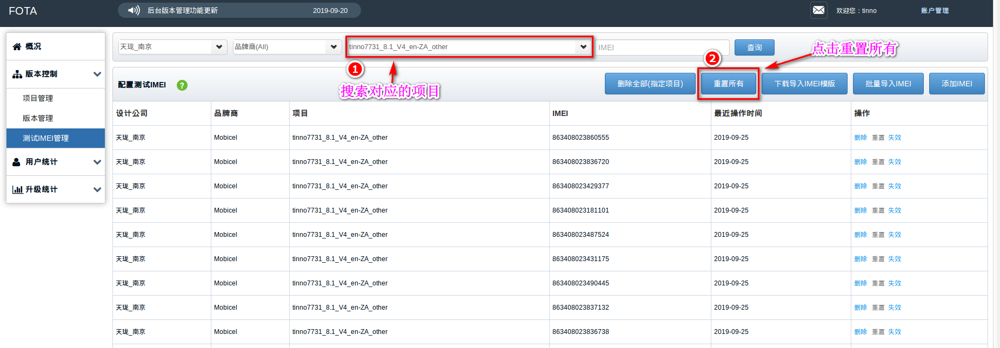 FOTA
后台版本管理功能更新 2019-09-20
欢迎您：tinno
账户管理
概况
版本控制
项目管理
版本管理
测试IMEI管理
用户统计
升级统计
天珑_南京 品牌商(All) tinno7731_8.1_V4_en-ZA_other IMEI 查询
点击重置所有
1
2
搜索对应的项目
配置测试IMEI ? 删除全部(指定项目) 重置所有 下载导入IMEI模版 批量导入IMEI 添加IMEI
设计公司 品牌商 项目 IMEI 最近操作时间 操作
天珑_南京 Mobicel tinno7731_8.1_V4_en-ZA_other 863408023860555 2019-09-25 删除 重置 失效
天珑_南京 Mobicel tinno7731_8.1_V4_en-ZA_other 863408023836720 2019-09-25 删除 重置 失效
天珑_南京 Mobicel tinno7731_8.1_V4_en-ZA_other 863408023429377 2019-09-25 删除 重置 失效
天珑_南京 Mobicel tinno7731_8.1_V4_en-ZA_other 863408023181101 2019-09-25 删除 重置 失效
天珑_南京 Mobicel tinno7731_8.1_V4_en-ZA_other 863408023487524 2019-09-25 删除 重置 失效
天珑_南京 Mobicel tinno7731_8.1_V4_en-ZA_other 863408023431175 2019-09-25 删除 重置 失效
天珑_南京 Mobicel tinno7731_8.1_V4_en-ZA_other 863408023490445 2019-09-25 删除 重置 失效
天珑_南京 Mobicel tinno7731_8.1_V4_en-ZA_other 863408023837132 2019-09-25 删除 重置 失效
天珑_南京 Mobicel tinno7731_8.1_V4_en-ZA_other 863408023836738 2019-09-25 删除 重置 失效